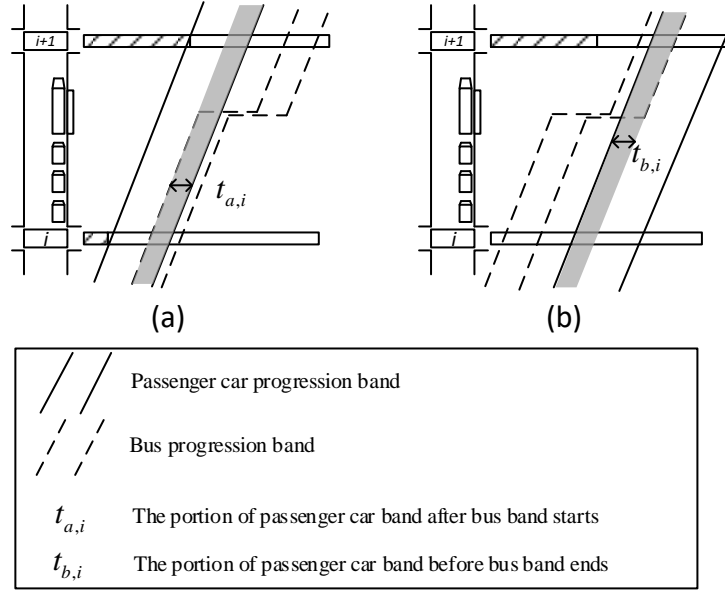 i+1
i+1
t_{a,i}
t_{b,i}
i
i
(a)
(b)
Passenger car progression band
Bus progression band
t_{a,i} The portion of passenger car band after bus band starts
t_{b,i} The portion of passenger car band before bus band ends